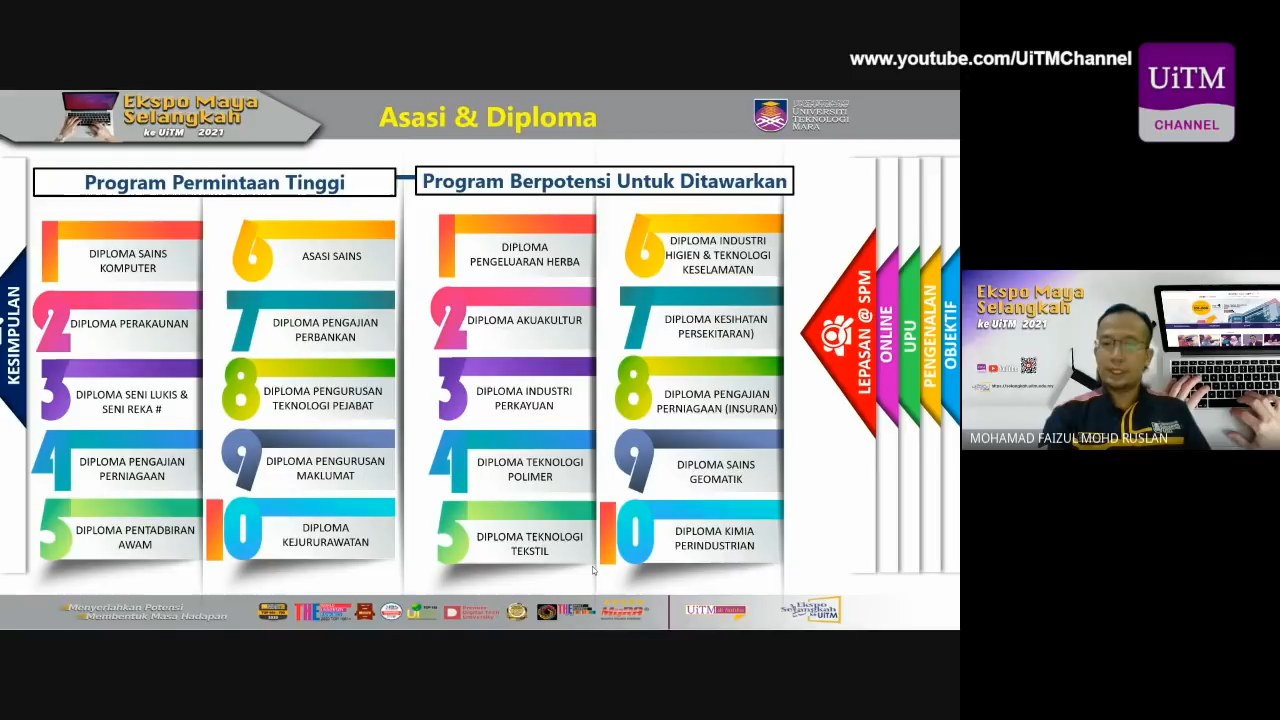 www.youtube.com/UiTMChannel
UiTM
CHANNEL
Ekspo Maya
Selangkah
ke UiTM 2021
Asasi & Diploma
UNIVERSITI
TEKNOLOGI
MARA
Program Permintaan Tinggi
Program Berpotensi Untuk Ditawarkan
1
DIPLOMA SAINS
KOMPUTER
2
DIPLOMA PERAKAUNAN
3
DIPLOMA SENI LUKIS &
SENI REKA #
4
DIPLOMA PENGAJIAN
PERNIAGAAN
5
DIPLOMA PENTADBIRAN
AWAM
6
ASASI SAINS
7
DIPLOMA PENGAJIAN
PERBANKAN
8
DIPLOMA PENGURUSAN
TEKNOLOGI PEJABAT
9
DIPLOMA PENGURUSAN
MAKLUMAT
10
DIPLOMA
KEJURURAWATAN
1
DIPLOMA
PENGELUARAN HERBA
2
DIPLOMA AKUAKULTUR
3
DIPLOMA INDUSTRI
PERKAYUAN
4
DIPLOMA TEKNOLOGI
POLIMER
5
DIPLOMA TEKNOLOGI
TEKSTIL
6
DIPLOMA INDUSTRI
HIGIEN & TEKNOLOGI
KESELAMATAN
7
DIPLOMA KESIHATAN
PERSEKITARAN)
8
DIPLOMA PENGAJIAN
PERNIAGAAN (INSURAN)
9
DIPLOMA SAINS
GEOMATIK
10
DIPLOMA KIMIA
PERINDUSTRIAN
KESIMPULAN
LEPASAN @ SPM
ONLINE
UPU
PENGENALAN
OBJEKTIF
Ekspo Maya
Selangkah
ke UiTM 2021
MOHAMAD FAIZUL MOHD RUSLAN
Menyerlahkan Potensi
Membentuk Masa Hadapan
UiTM
Ekspo
Selangkah
ke UiTM